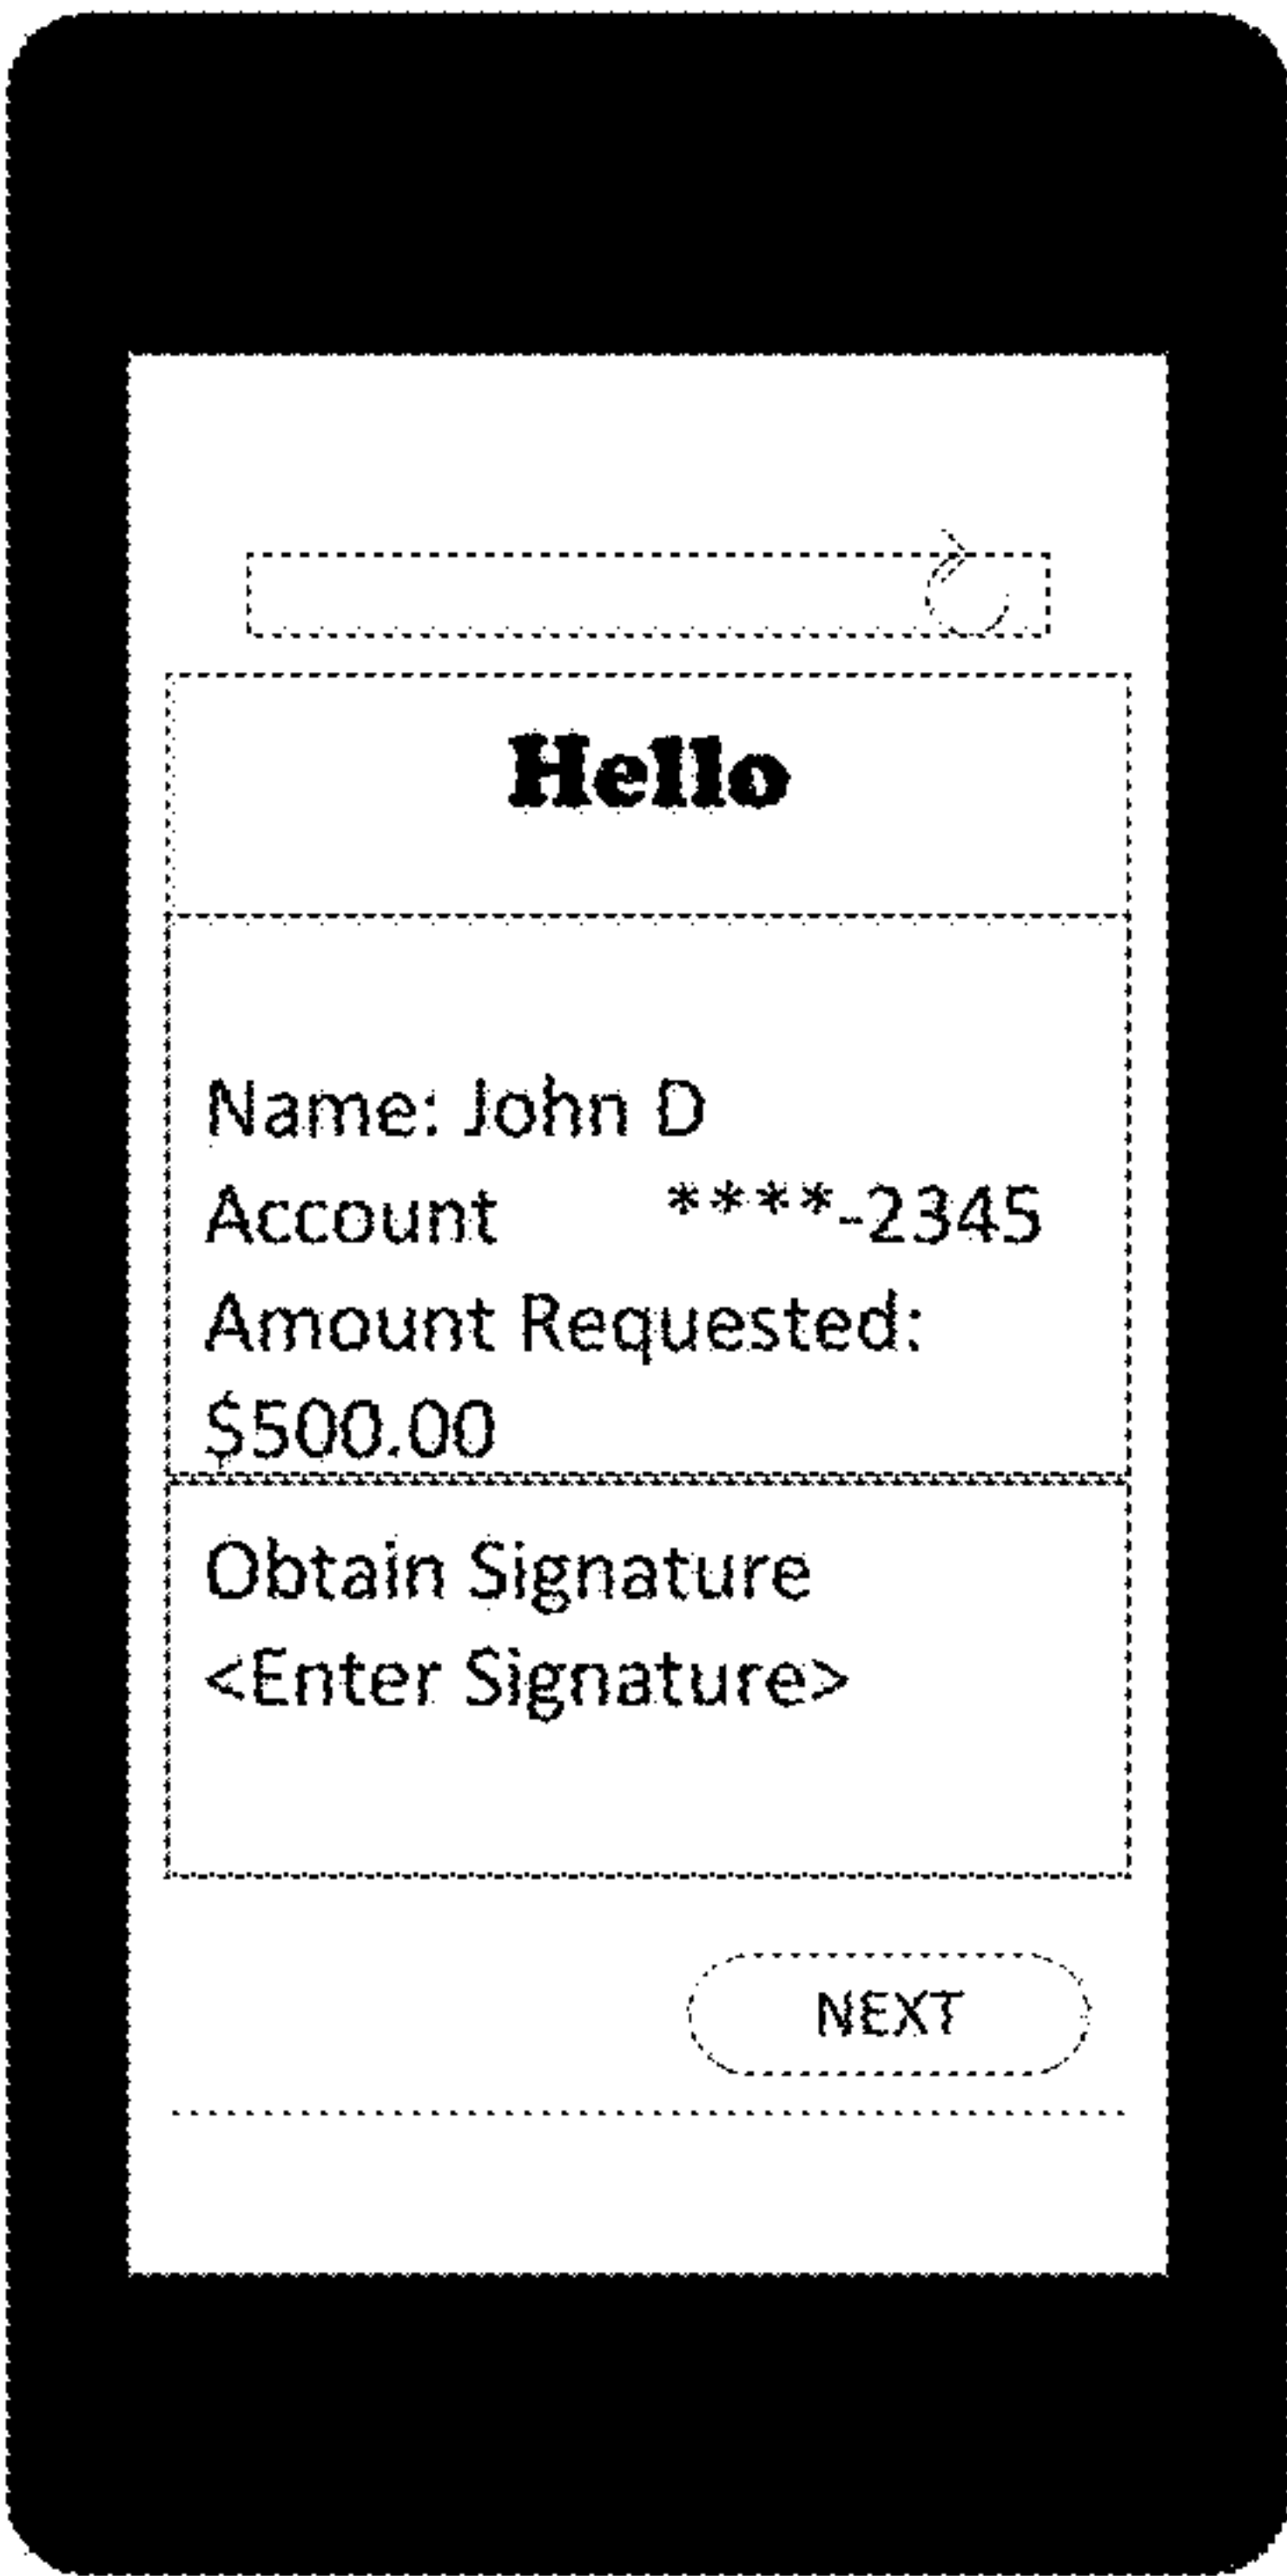 Hello
Name: John D
Account ****-2345
Amount Requested:
$500.00
Obtain Signature
<Enter Signature>
NEXT